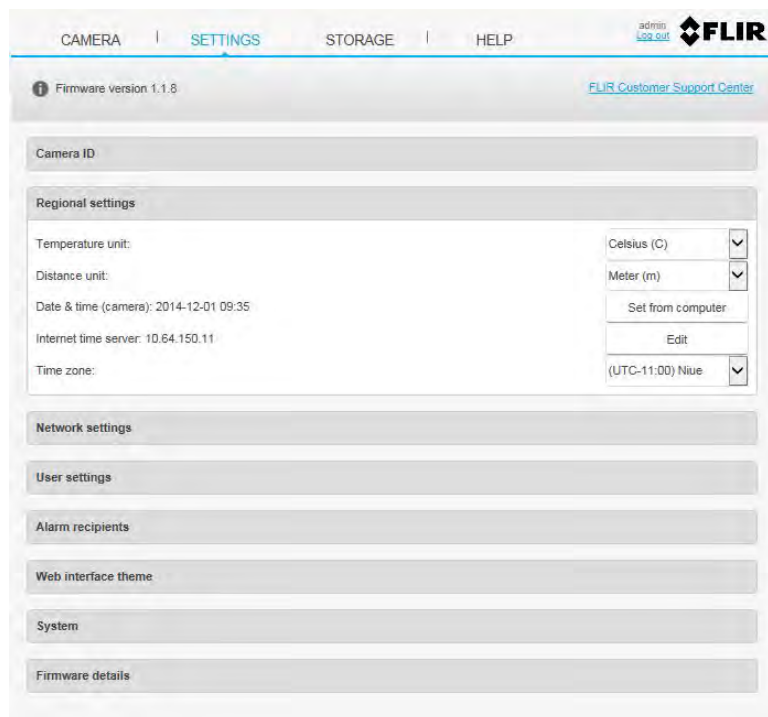 CAMERA SETTINGS STORAGE HELP admin Log out FLIR
Firmware version 1.1.8 FLIR Customer Support Center
Camera ID
Regional settings
Temperature unit: Celsius (C)
Distance unit: Meter (m)
Date & time (camera): 2014-12-01 09:35 Set from computer
Internet time server: 10.64.150.11 Edit
Time zone: (UTC-11:00) Niue
Network settings
User settings
Alarm recipients
Web interface theme
System
Firmware details